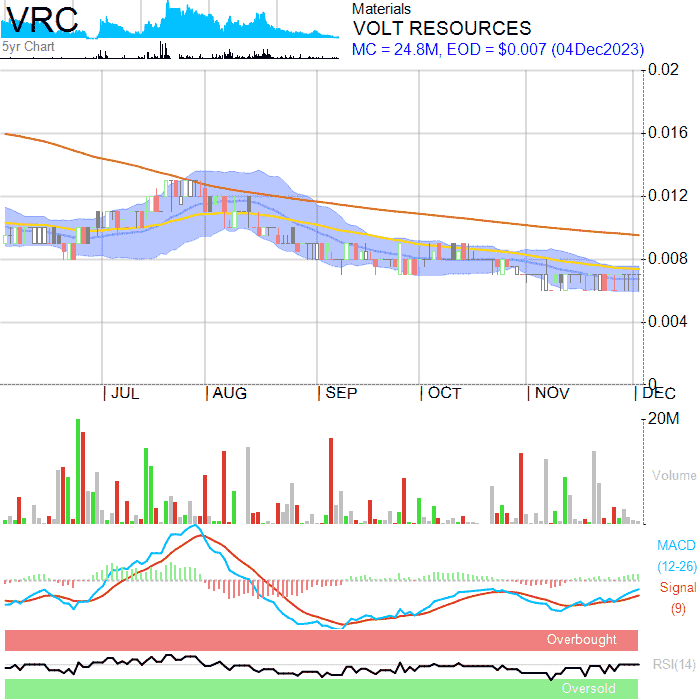 VRC
5yr Chart
Materials
VOLT RESOURCES
MC = 24.8M, EOD = $0.007 (04Dec2023)
0.02
0.016
0.012
0.008
0.004
0
JUL AUG SEP OCT NOV DEC
20M
Volume
MACD
(12-26)
Signal
(9)
Overbought
RSI(14)
Oversold